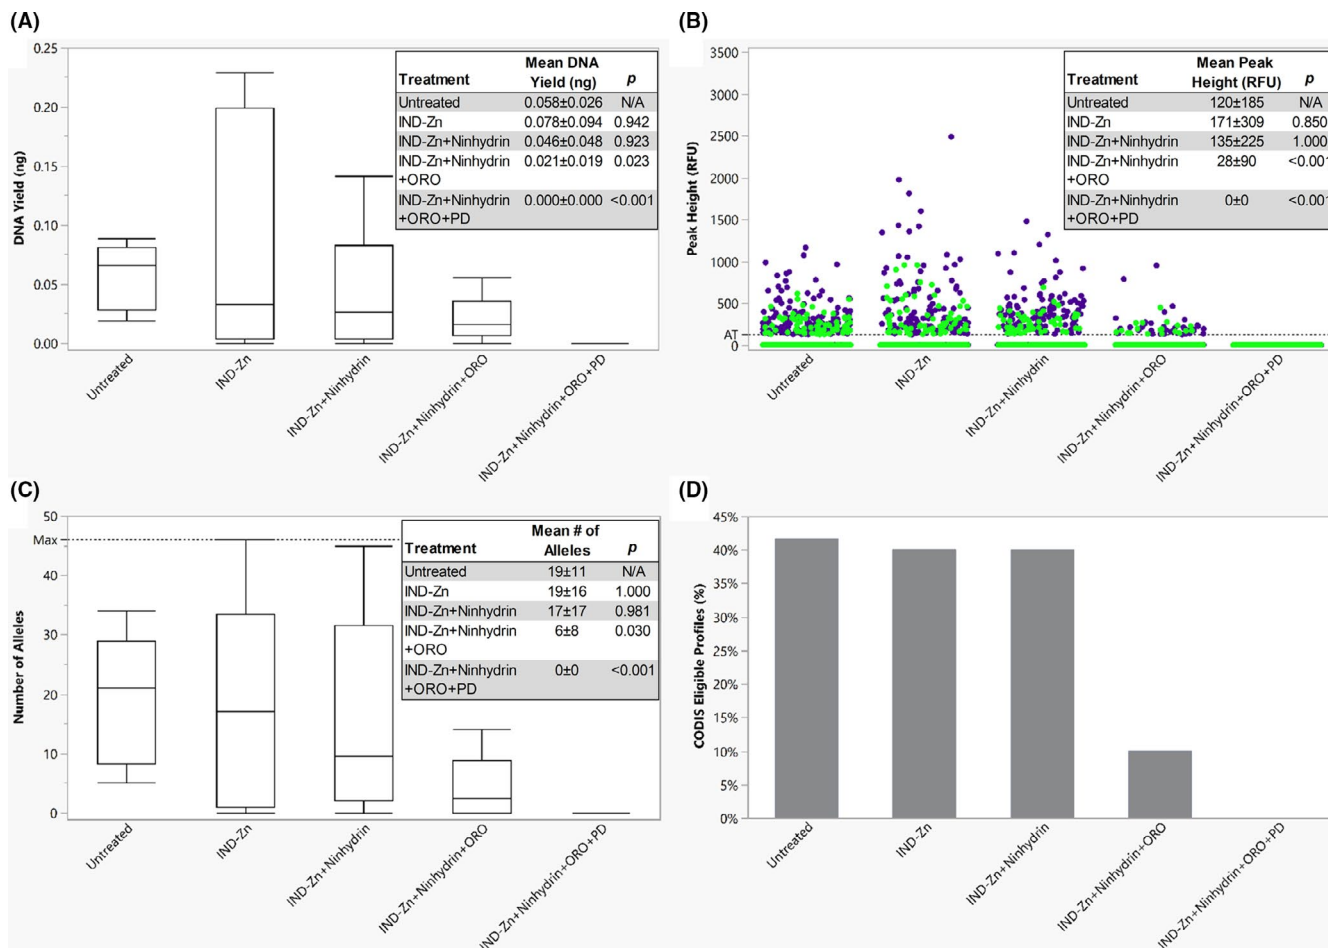 (A)
0.25
0.20
0.15
0.10
0.05
0.00
DNA Yield (ng)
Treatment Mean DNA Yield (ng) p
Untreated 0.058±0.026 N/A
IND-Zn 0.078±0.094 0.942
IND-Zn+Ninhydrin 0.046±0.048 0.923
IND-Zn+Ninhydrin 0.021±0.019 0.023
+ORO
IND-Zn+Ninhydrin 0.000±0.000 <0.001
+ORO+PD
Untreated
IND-Zn
IND-Zn+Ninhydrin
IND-Zn+Ninhydrin+ORO
IND-Zn+Ninhydrin+ORO+PD
(B)
3500
3000
2500
2000
1500
1000
500
AT
0
Peak Height (RFU)
Treatment Mean Peak Height (RFU) p
Untreated 120±185 N/A
IND-Zn 171±309 0.850
IND-Zn+Ninhydrin 135±225 1.000
IND-Zn+Ninhydrin 28±90 <0.001
+ORO
IND-Zn+Ninhydrin 0±0 <0.001
+ORO+PD
Untreated
IND-Zn
IND-Zn+Ninhydrin
IND-Zn+Ninhydrin+ORO
IND-Zn+Ninhydrin+ORO+PD
(C)
50
Max
40
30
20
10
0
Number of Alleles
Treatment Mean # of Alleles p
Untreated 19±11 N/A
IND-Zn 19±16 1.000
IND-Zn+Ninhydrin 17±17 0.981
IND-Zn+Ninhydrin 6±8 0.030
+ORO
IND-Zn+Ninhydrin 0±0 <0.001
+ORO+PD
Untreated
IND-Zn
IND-Zn+Ninhydrin
IND-Zn+Ninhydrin+ORO
IND-Zn+Ninhydrin+ORO+PD
(D)
45%
40%
35%
30%
25%
20%
15%
10%
5%
0%
CODIS Eligible Profiles (%)
Untreated
IND-Zn
IND-Zn+Ninhydrin
IND-Zn+Ninhydrin+ORO
IND-Zn+Ninhydrin+ORO+PD